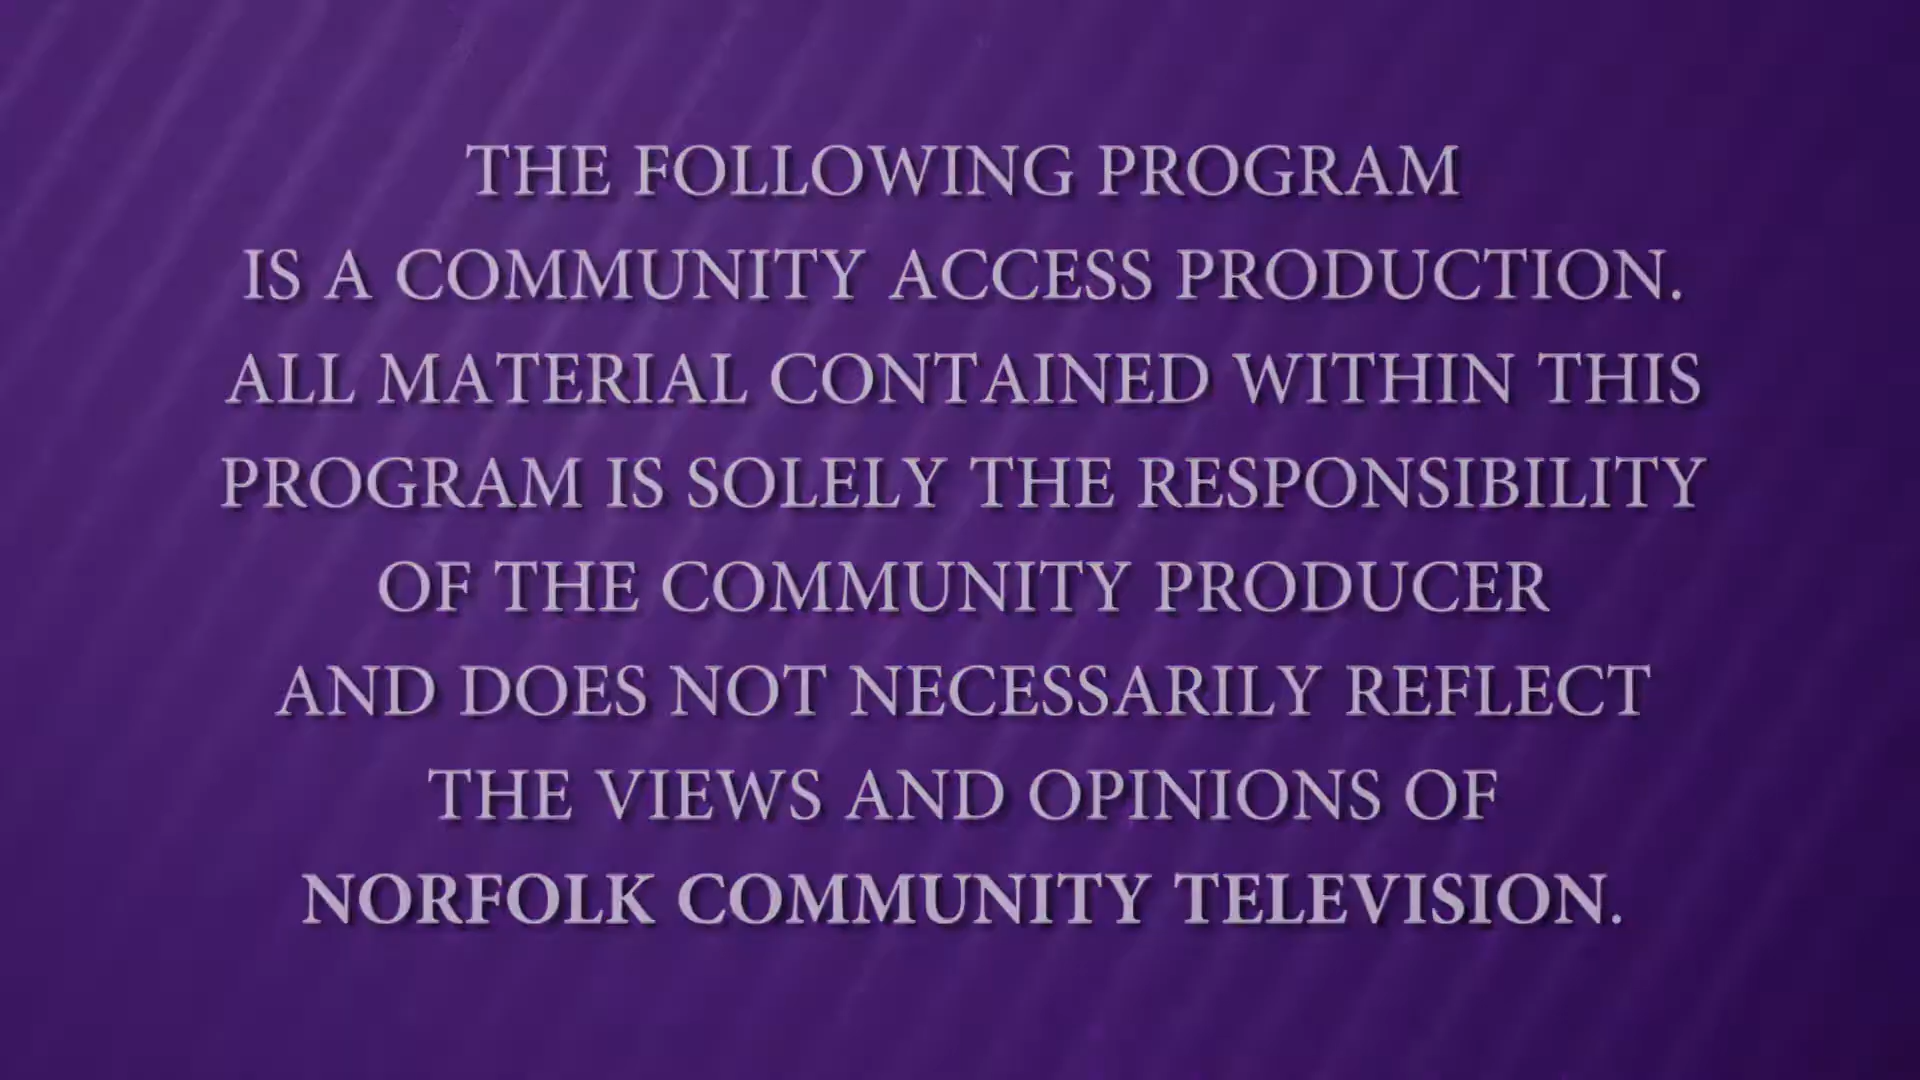 THE FOLLOWING PROGRAM
IS A COMMUNITY ACCESS PRODUCTION.
ALL MATERIAL CONTAINED WITHIN THIS
PROGRAM IS SOLELY THE RESPONSIBILITY
OF THE COMMUNITY PRODUCER
AND DOES NOT NECESSARILY REFLECT
THE VIEWS AND OPINIONS OF
NORFOLK COMMUNITY TELEVISION.